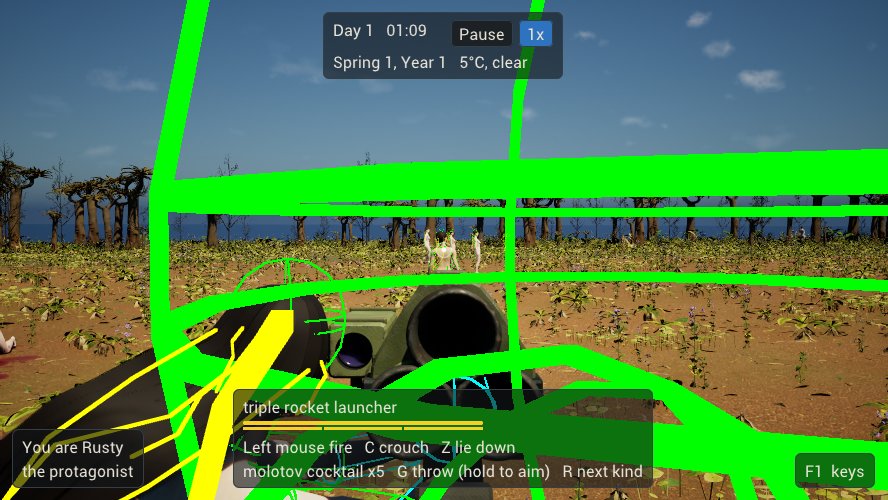 Day 1 01:09 Pause 1x
Spring 1, Year 1 5°C, clear
triple rocket launcher
Left mouse fire C crouch Z lie down
molotov cocktail x5 G throw (hold to aim) R next kind
You are Rusty
the protagonist
F1 keys